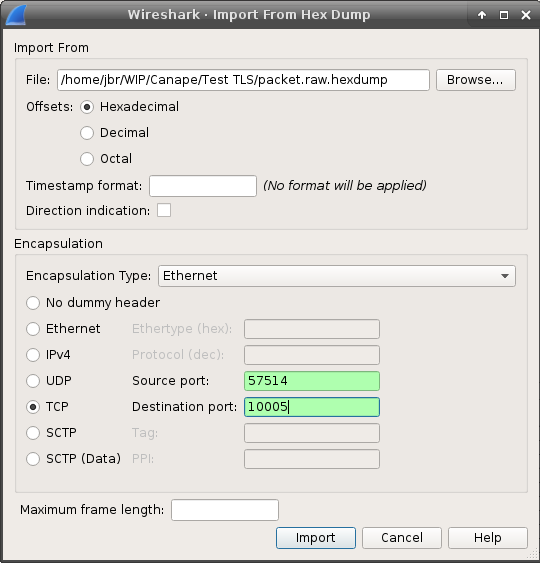 Wireshark · Import From Hex Dump
Import From
File: /home/jbr/WIP/Canape/Test TLS/packet.raw.hexdump Browse...
Offsets: Hexadecimal
Decimal
Octal
Timestamp format: (No format will be applied)
Direction indication:
Encapsulation
Encapsulation Type: Ethernet
No dummy header
Ethernet Ethertype (hex):
IPv4 Protocol (dec):
UDP Source port: 57514
TCP Destination port: 10005
SCTP Tag:
SCTP (Data) PPI:
Maximum frame length:
Import Cancel Help